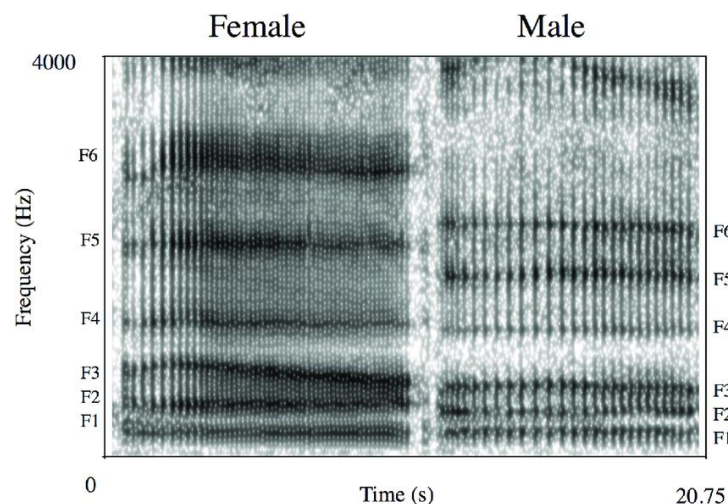 Female Male
4000
F6
F5
F4
F3
F2
F1
F6
F5
F4
F3
F2
F1
Frequency (Hz)
0
Time (s)
20.75